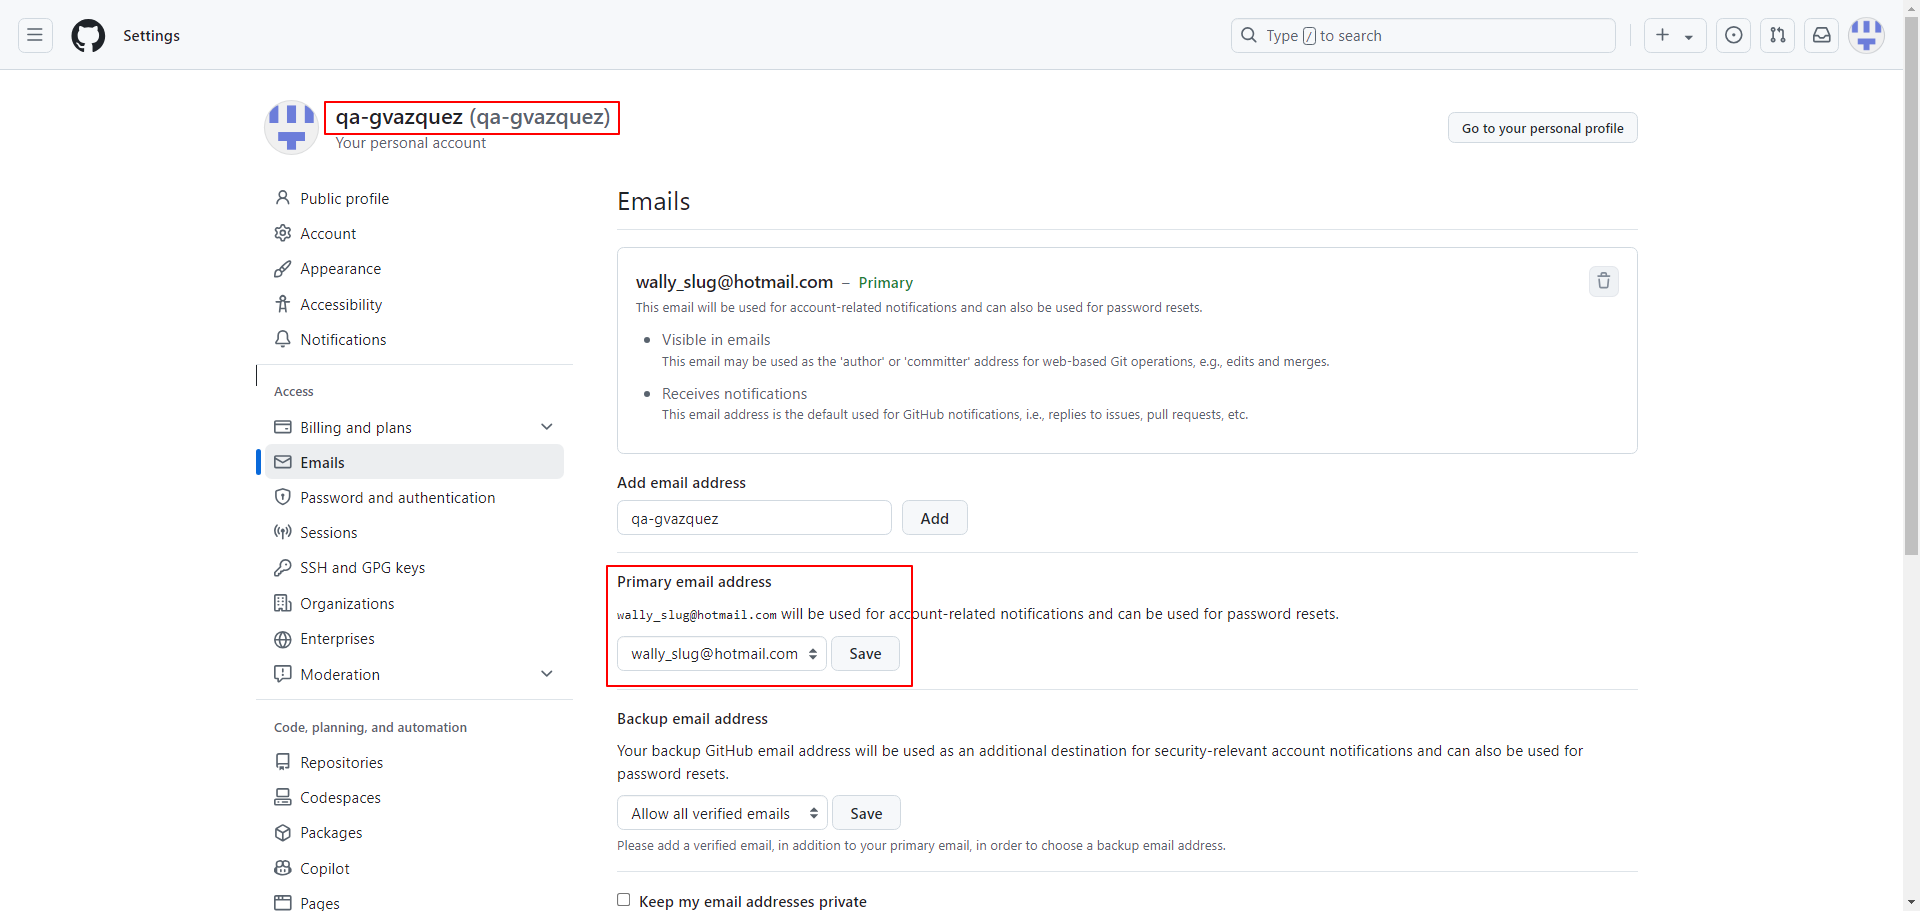 Settings
Type / to search
qa-gvazquez (qa-gvazquez)
Your personal account
Go to your personal profile
Public profile
Account
Appearance
Accessibility
Notifications
Access
Billing and plans
Emails
Password and authentication
Sessions
SSH and GPG keys
Organizations
Enterprises
Moderation
Code, planning, and automation
Repositories
Codespaces
Packages
Copilot
Pages
Emails
wally_slug@hotmail.com – Primary
This email will be used for account-related notifications and can also be used for password resets.
Visible in emails
This email may be used as the 'author' or 'committer' address for web-based Git operations, e.g., edits and merges.
Receives notifications
This email address is the default used for GitHub notifications, i.e., replies to issues, pull requests, etc.
Add email address
qa-gvazquez
Add
Primary email address
wally_slug@hotmail.com will be used for account-related notifications and can be used for password resets.
wally_slug@hotmail.com
Save
Backup email address
Your backup GitHub email address will be used as an additional destination for security-relevant account notifications and can also be used for
password resets.
Allow all verified emails
Save
Please add a verified email, in addition to your primary email, in order to choose a backup email address.
Keep my email addresses private